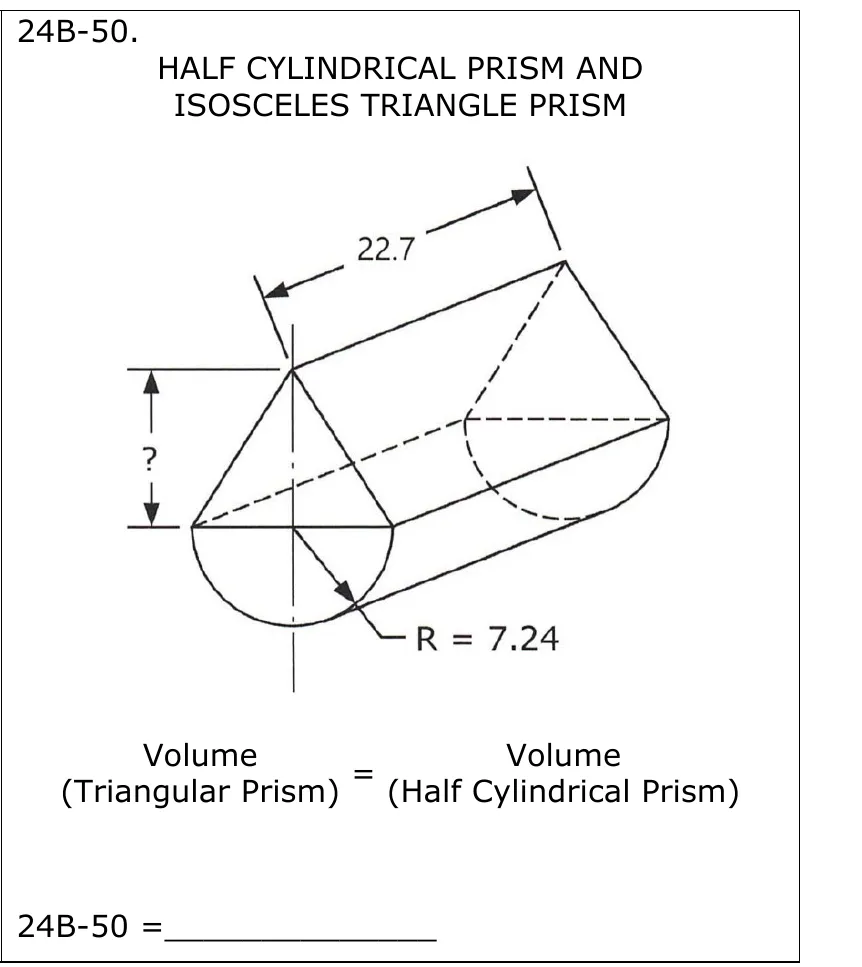 24B-50.
HALF CYLINDRICAL PRISM AND
ISOSCELES TRIANGLE PRISM
22.7
?
R = 7.24
Volume
(Triangular Prism)
=
Volume
(Half Cylindrical Prism)
24B-50 =______________